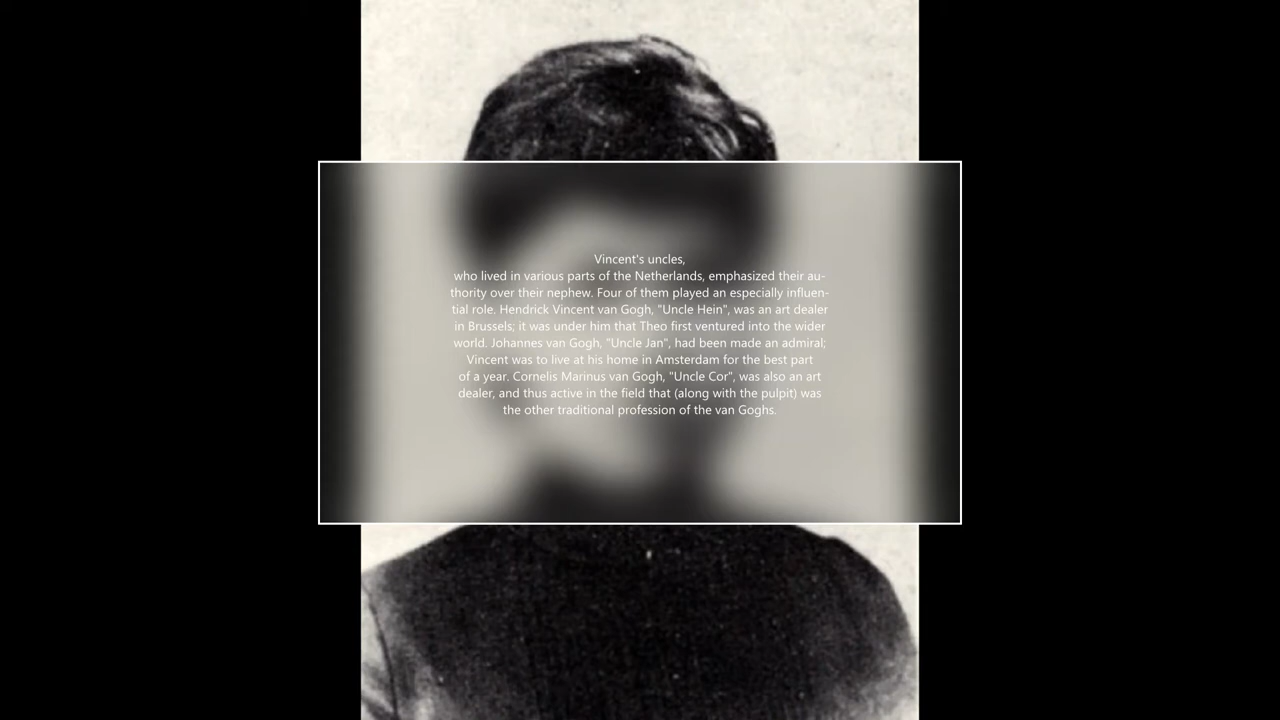 Vincent's uncles,
who lived in various parts of the Netherlands, emphasized their au-
thority over their nephew. Four of them played an especially influen-
tial role. Hendrick Vincent van Gogh, "Uncle Hein", was an art dealer
in Brussels; it was under him that Theo first ventured into the wider
world. Johannes van Gogh, "Uncle Jan", had been made an admiral;
Vincent was to live at his home in Amsterdam for the best part
of a year. Cornelis Marinus van Gogh, "Uncle Cor", was also an art
dealer, and thus active in the field that (along with the pulpit) was
the other traditional profession of the van Goghs.